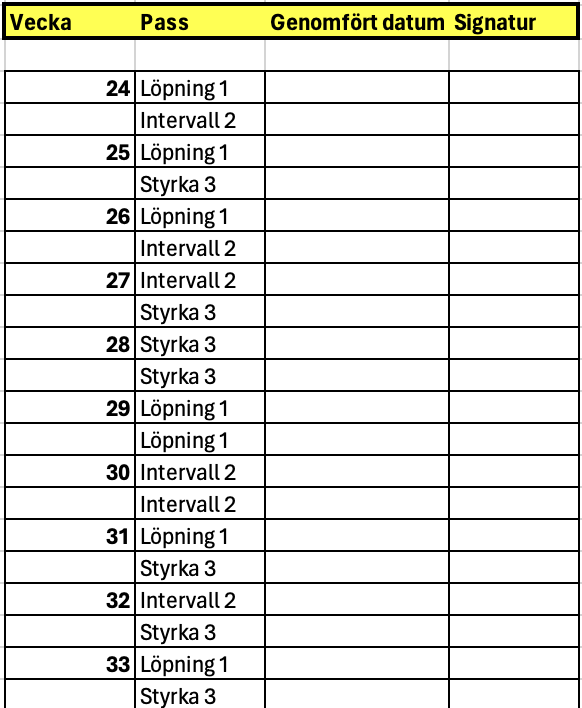 Vecka Pass Genomfört datum Signatur
24 Löpning 1
Intervall 2
25 Löpning 1
Styrka 3
26 Löpning 1
Intervall 2
27 Intervall 2
Styrka 3
28 Styrka 3
Styrka 3
29 Löpning 1
Löpning 1
30 Intervall 2
Intervall 2
31 Löpning 1
Styrka 3
32 Intervall 2
Styrka 3
33 Löpning 1
Styrka 3